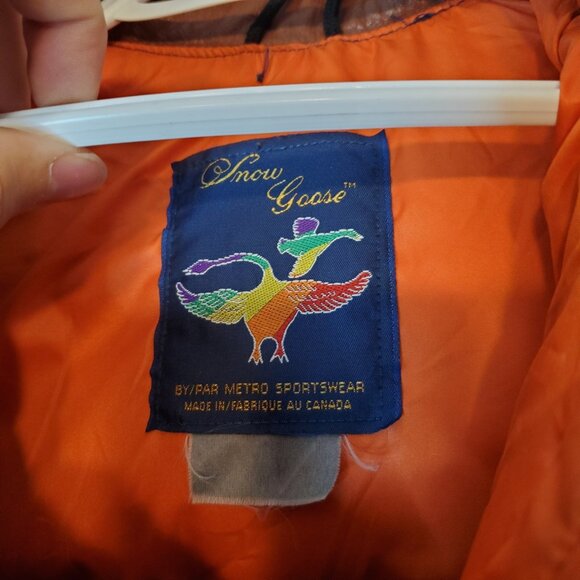 Snow
Goose™
BY/PAR METRO SPORTSWEAR
MADE IN/FABRIQUE AU CANADA